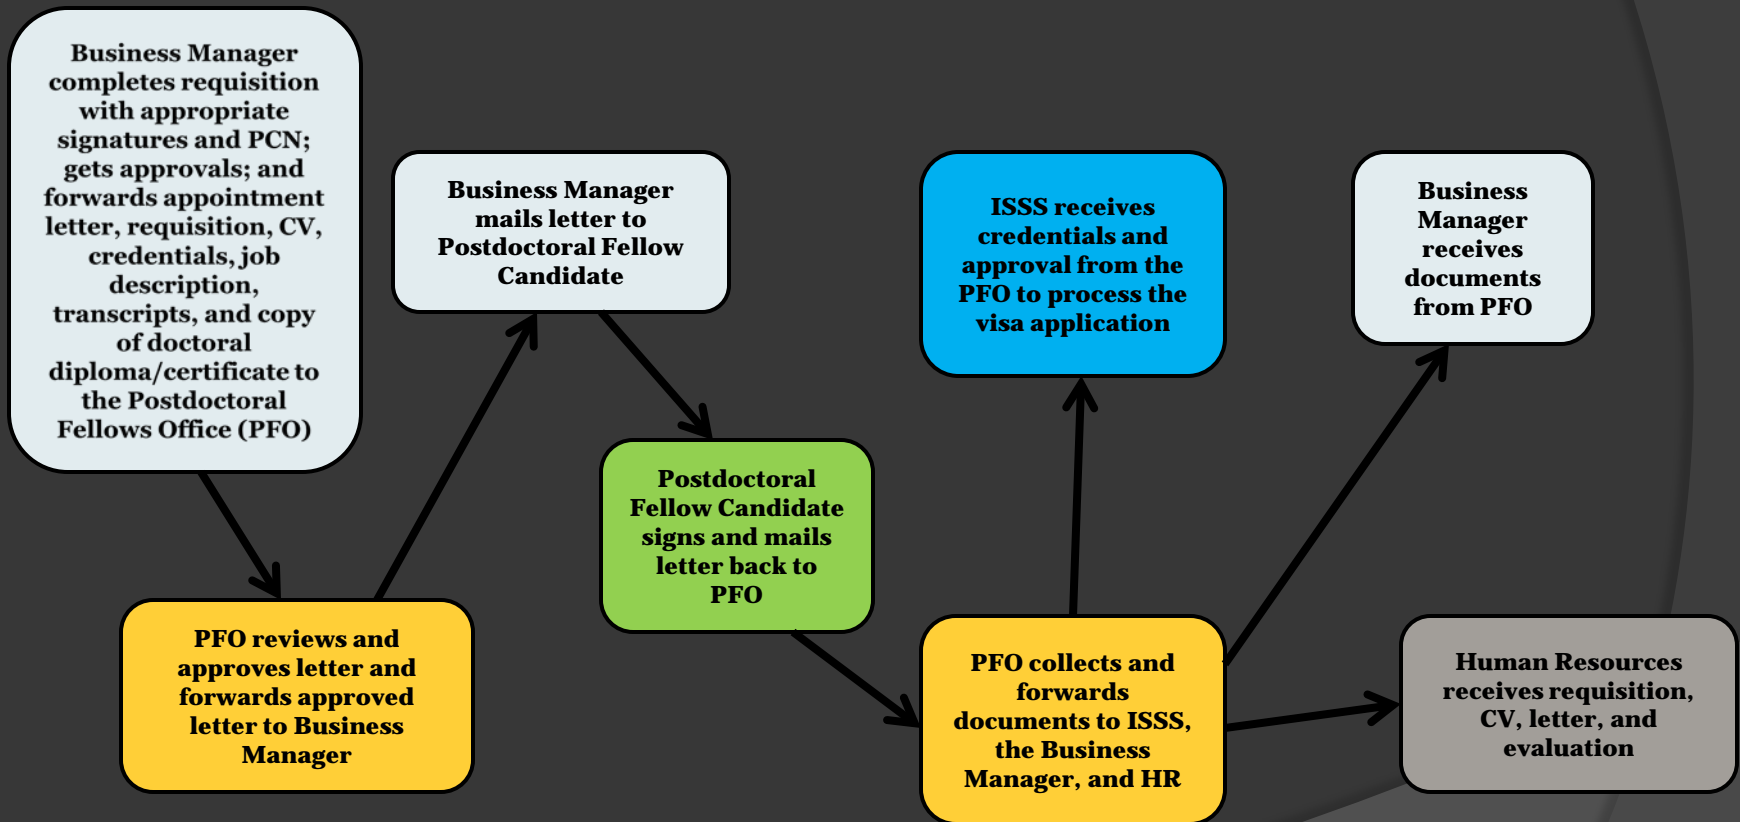 Business Manager
completes requisition
with appropriate
signatures and PCN;
gets approvals; and
forwards appointment
letter, requisition, CV,
credentials, job
description,
transcripts, and copy
of doctoral
diploma/certificate to
the Postdoctoral
Fellows Office (PFO)
PFO reviews and
approves letter and
forwards approved
letter to Business
Manager
Business Manager
mails letter to
Postdoctoral Fellow
Candidate
Postdoctoral
Fellow Candidate
signs and mails
letter back to
PFO
PFO collects and
forwards
documents to ISSS,
the Business
Manager, and HR
ISSS receives
credentials and
approval from the
PFO to process the
visa application
Business
Manager
receives
documents
from PFO
Human Resources
receives requisition,
CV, letter, and
evaluation